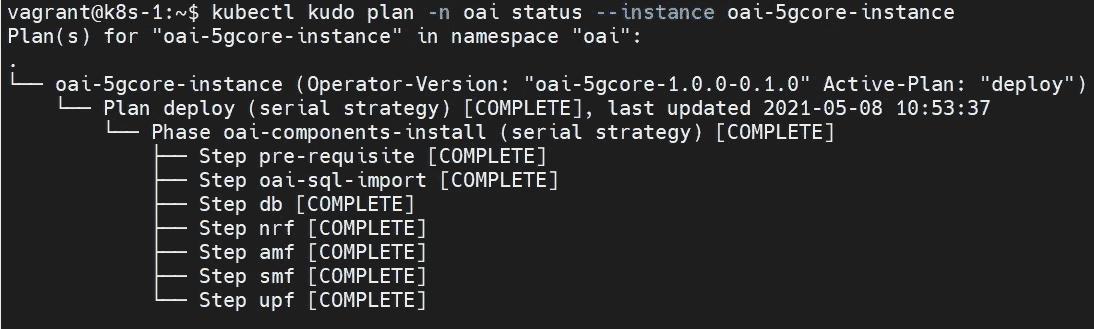 vagrant@k8s-1:~$ kubectl kudo plan -n oai status --instance oai-5gcore-instance
Plan(s) for "oai-5gcore-instance" in namespace "oai":
.
└── oai-5gcore-instance (Operator-Version: "oai-5gcore-1.0.0-0.1.0" Active-Plan: "deploy")
    └── Plan deploy (serial strategy) [COMPLETE], last updated 2021-05-08 10:53:37
        └── Phase oai-components-install (serial strategy) [COMPLETE]
            ├── Step pre-requisite [COMPLETE]
            ├── Step oai-sql-import [COMPLETE]
            ├── Step db [COMPLETE]
            ├── Step nrf [COMPLETE]
            ├── Step amf [COMPLETE]
            ├── Step smf [COMPLETE]
            └── Step upf [COMPLETE]